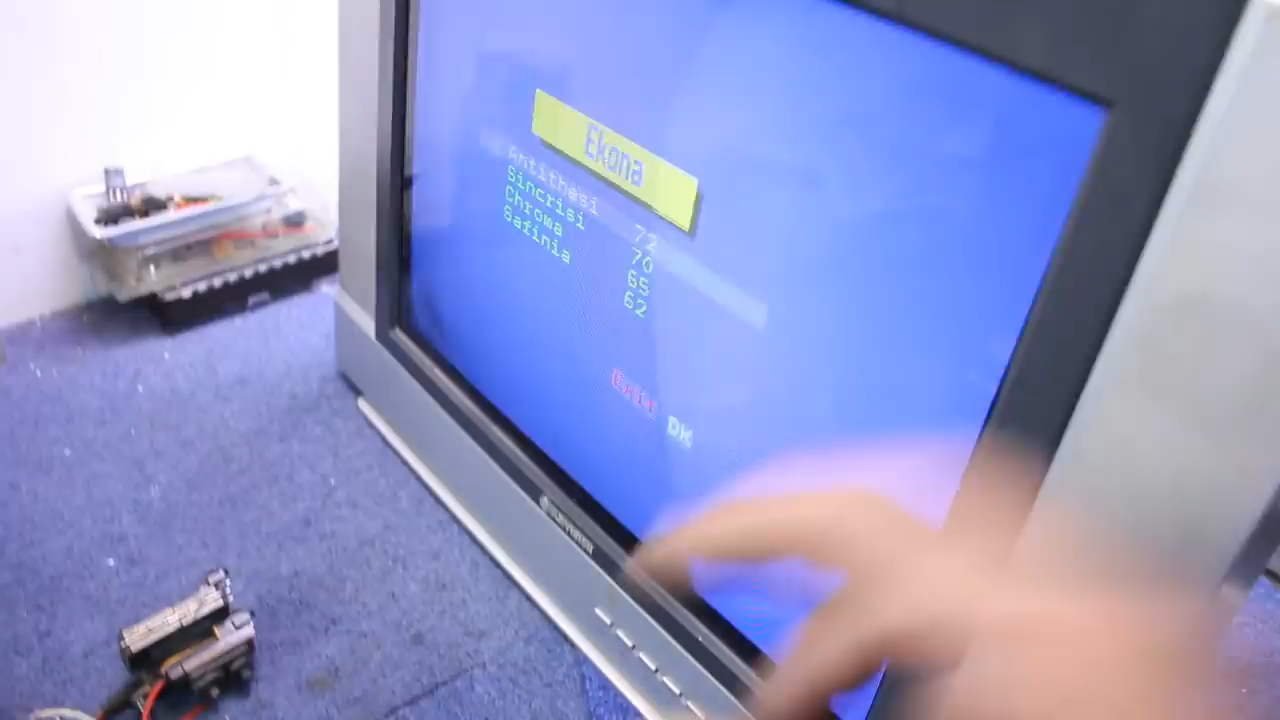 Ekona
Antithesi 72
Sincrisi 70
Chroma 65
Safinia 62
Exit OK